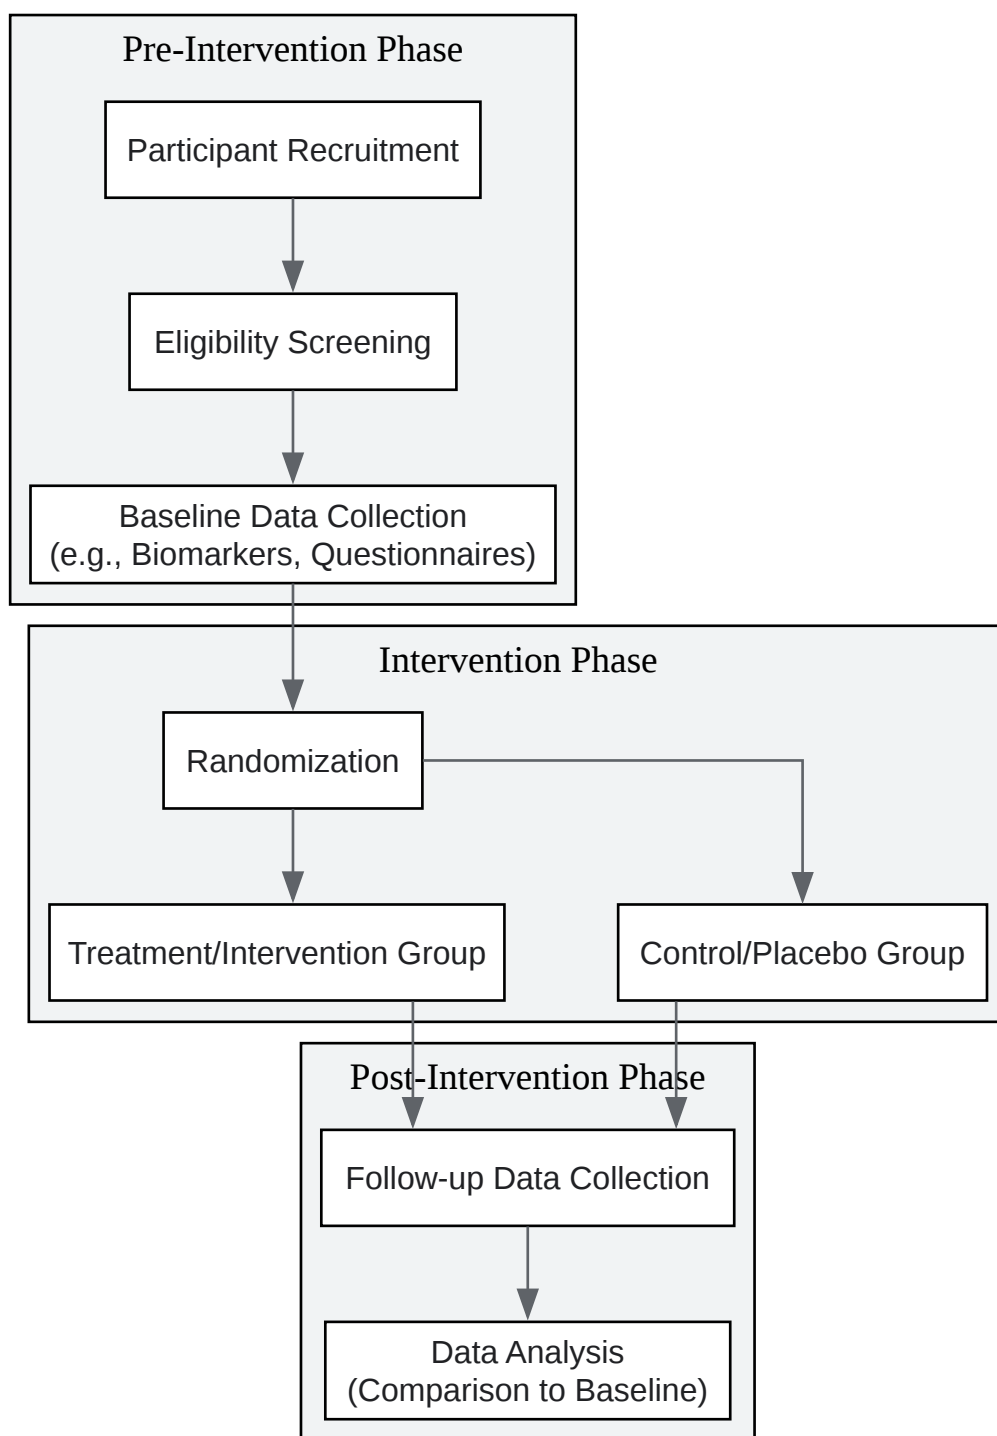 Pre-Intervention Phase
Participant Recruitment
Eligibility Screening
Baseline Data Collection
(e.g., Biomarkers, Questionnaires)
Intervention Phase
Randomization
Treatment/Intervention Group
Control/Placebo Group
Post-Intervention Phase
Follow-up Data Collection
Data Analysis
(Comparison to Baseline)